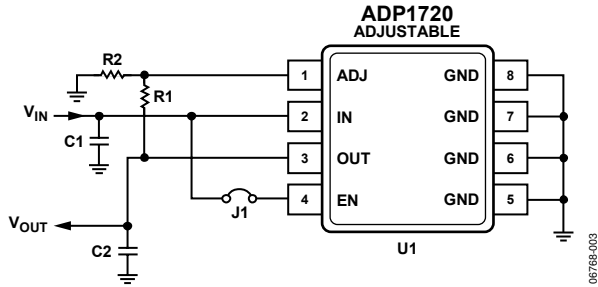 ADP1720
ADJUSTABLE
R2
1 ADJ GND 8
R1
VIN
2 IN GND 7
C1
3 OUT GND 6
4 EN GND 5
J1
VOUT
C2
U1
06768-003